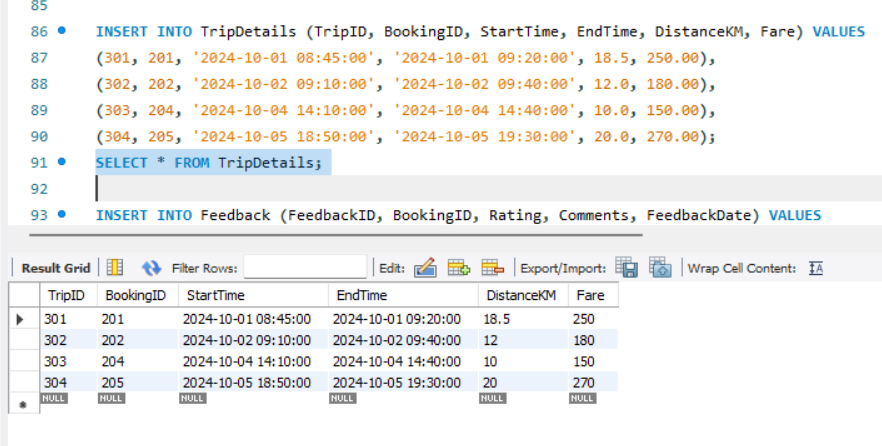 85
86 INSERT INTO TripDetails (TripID, BookingID, StartTime, EndTime, DistanceKM, Fare) VALUES
87 (301, 201, '2024-10-01 08:45:00', '2024-10-01 09:20:00', 18.5, 250.00),
88 (302, 202, '2024-10-02 09:10:00', '2024-10-02 09:40:00', 12.0, 180.00),
89 (303, 204, '2024-10-04 14:10:00', '2024-10-04 14:40:00', 10.0, 150.00),
90 (304, 205, '2024-10-05 18:50:00', '2024-10-05 19:30:00', 20.0, 270.00);
91 SELECT * FROM TripDetails;
92
93 INSERT INTO Feedback (FeedbackID, BookingID, Rating, Comments, FeedbackDate) VALUES
Result Grid Filter Rows: Edit: Export/Import: Wrap Cell Content: IA
TripID BookingID StartTime EndTime DistanceKM Fare
301 201 2024-10-01 08:45:00 2024-10-01 09:20:00 18.5 250
302 202 2024-10-02 09:10:00 2024-10-02 09:40:00 12 180
303 204 2024-10-04 14:10:00 2024-10-04 14:40:00 10 150
304 205 2024-10-05 18:50:00 2024-10-05 19:30:00 20 270
NULL NULL NULL NULL NULL NULL